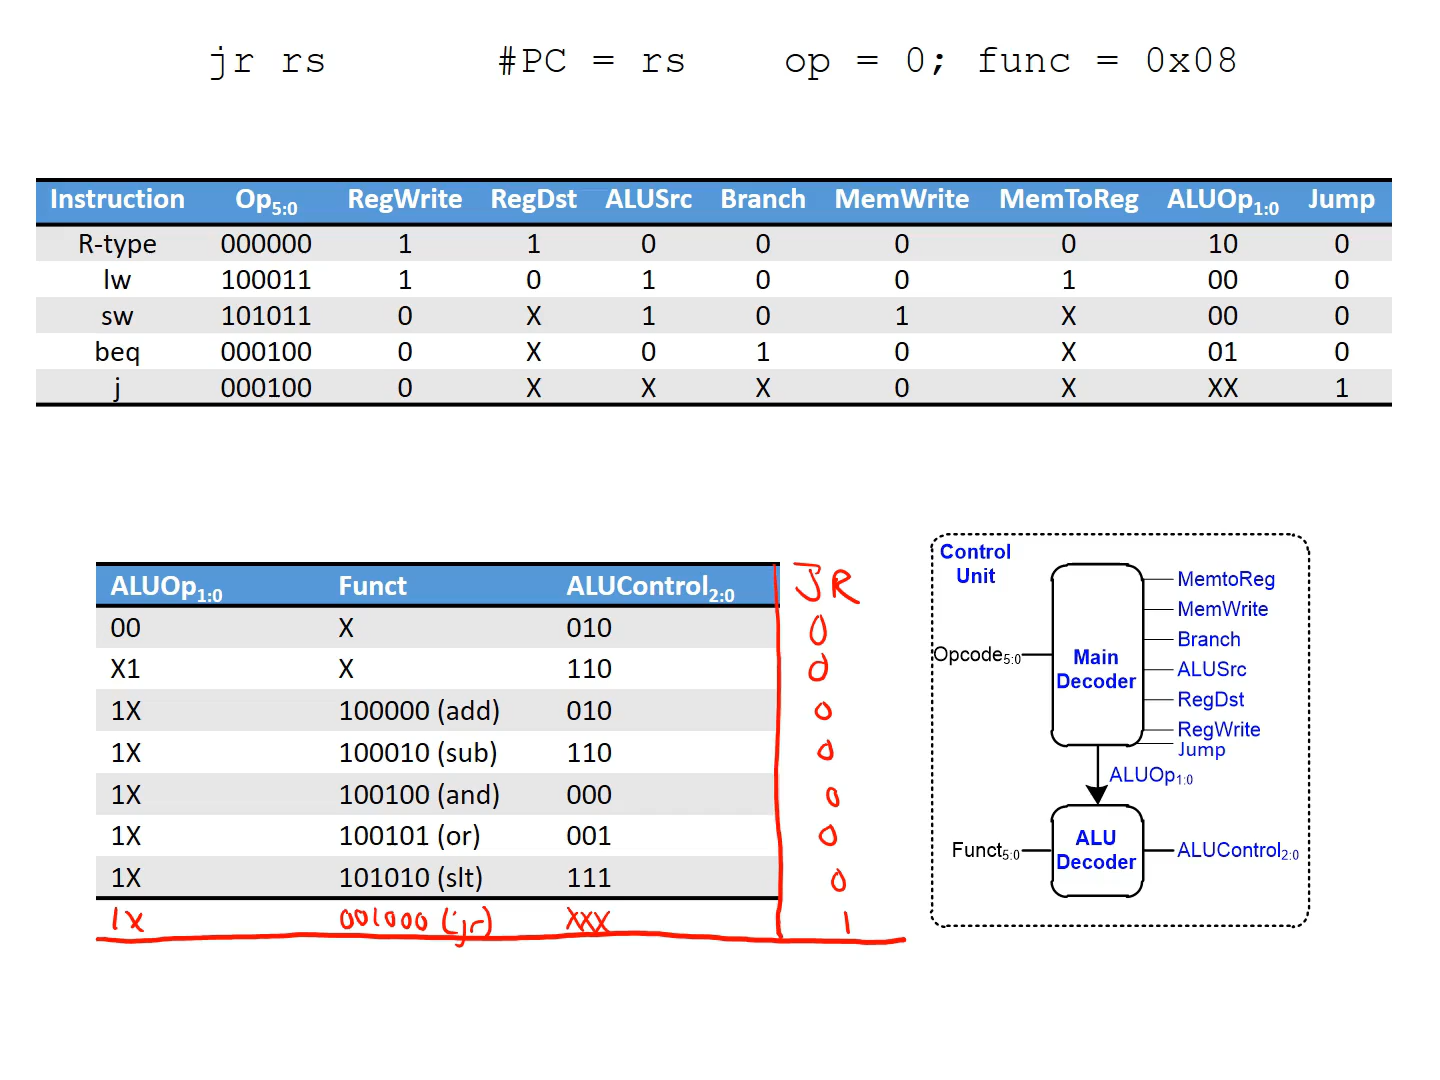 jr rs #PC = rs op = 0; func = 0x08
Instruction Op5:0 RegWrite RegDst ALUSrc Branch MemWrite MemToReg ALUOp1:0 Jump
R-type 000000 1 1 0 0 0 0 10 0
lw 100011 1 0 1 0 0 1 00 0
sw 101011 0 X 1 0 1 X 00 0
beq 000100 0 X 0 1 0 X 01 0
j 000100 0 X X X 0 X XX 1
ALUOp1:0 Funct ALUControl2:0 JR
00 X 010 0
X1 X 110 0
1X 100000 (add) 010 0
1X 100010 (sub) 110 0
1X 100100 (and) 000 0
1X 100101 (or) 001 0
1X 101010 (slt) 111 0
1X 001000 (jr) XXX 1
Control
Unit
MemtoReg
MemWrite
Branch
Opcode5:0
Main
Decoder
ALUSrc
RegDst
RegWrite
Jump
ALUOp1:0
Funct5:0
ALU
Decoder
ALUControl2:0